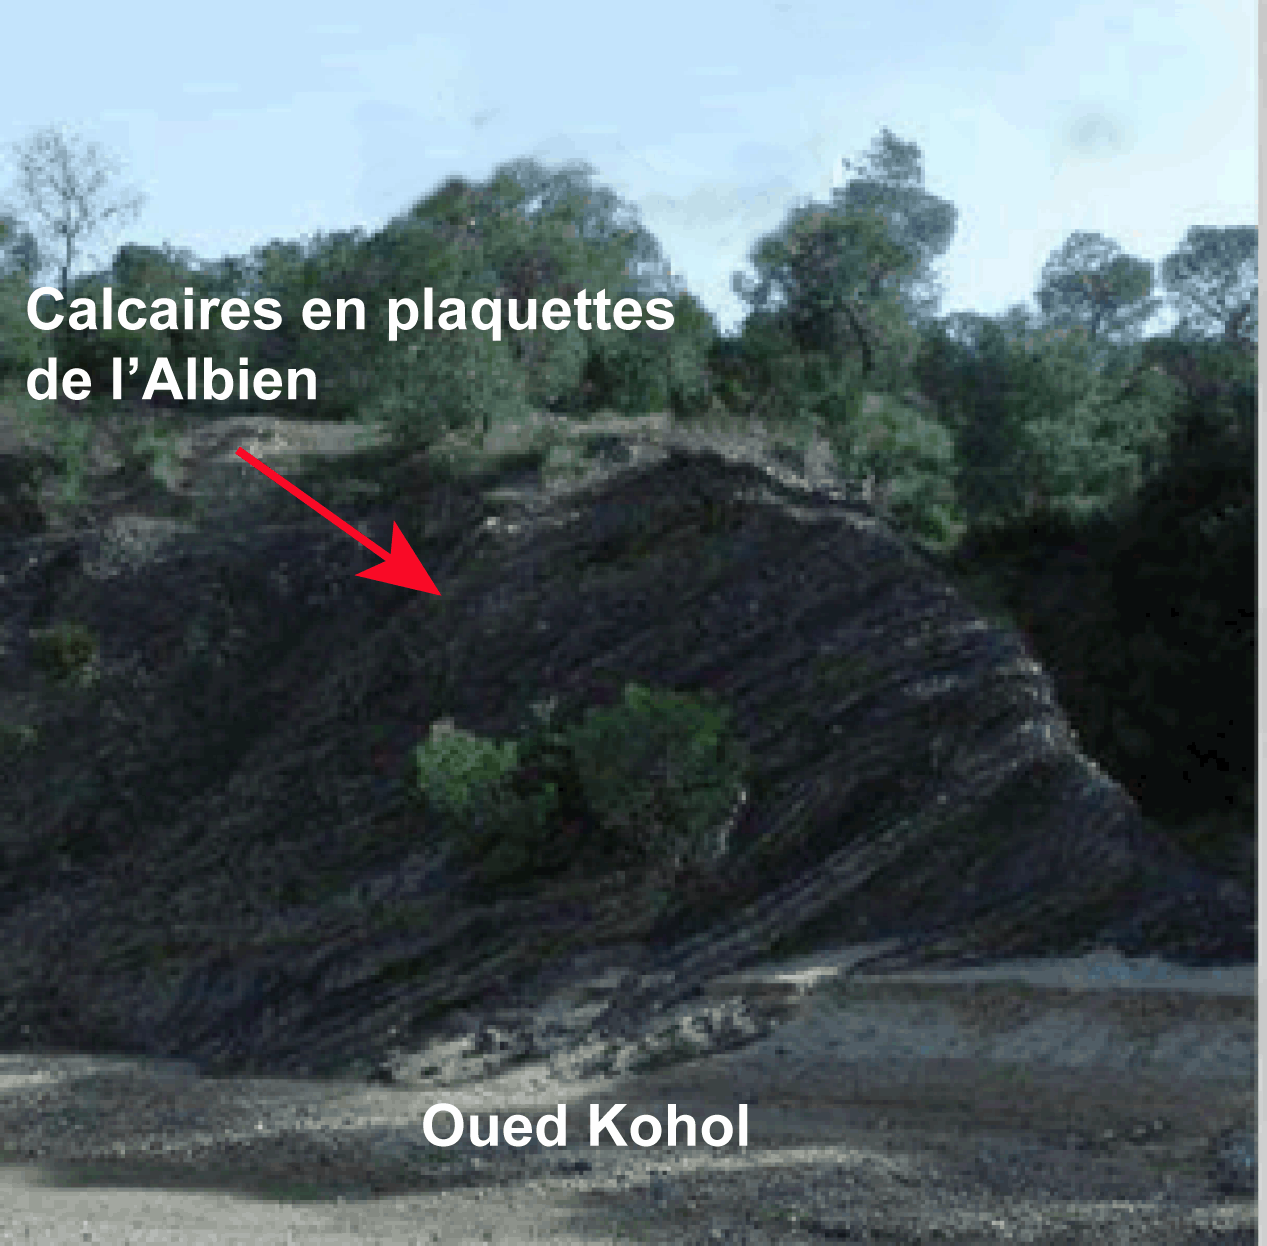 Calcaires en plaquettes
de l’Albien
Oued Kohol